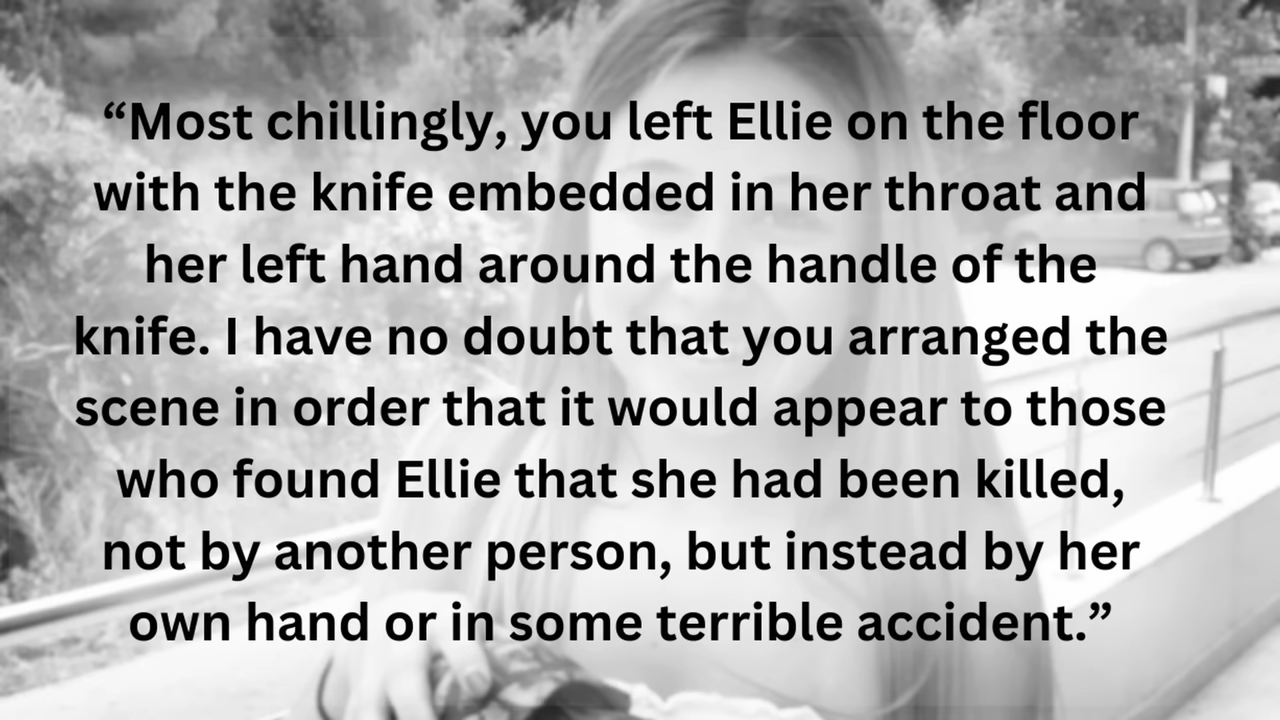 “Most chillingly, you left Ellie on the floor
with the knife embedded in her throat and
her left hand around the handle of the
knife. I have no doubt that you arranged the
scene in order that it would appear to those
who found Ellie that she had been killed,
not by another person, but instead by her
own hand or in some terrible accident.”